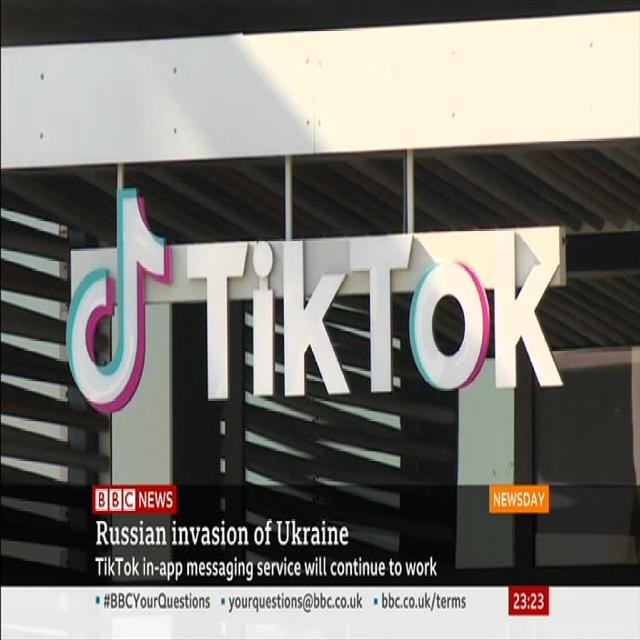 TikTok
BBC NEWS
NEWSDAY
Russian invasion of Ukraine
TikTok in-app messaging service will continue to work
#BBCYourQuestions yourquestions@bbc.co.uk bbc.co.uk/terms
23:23